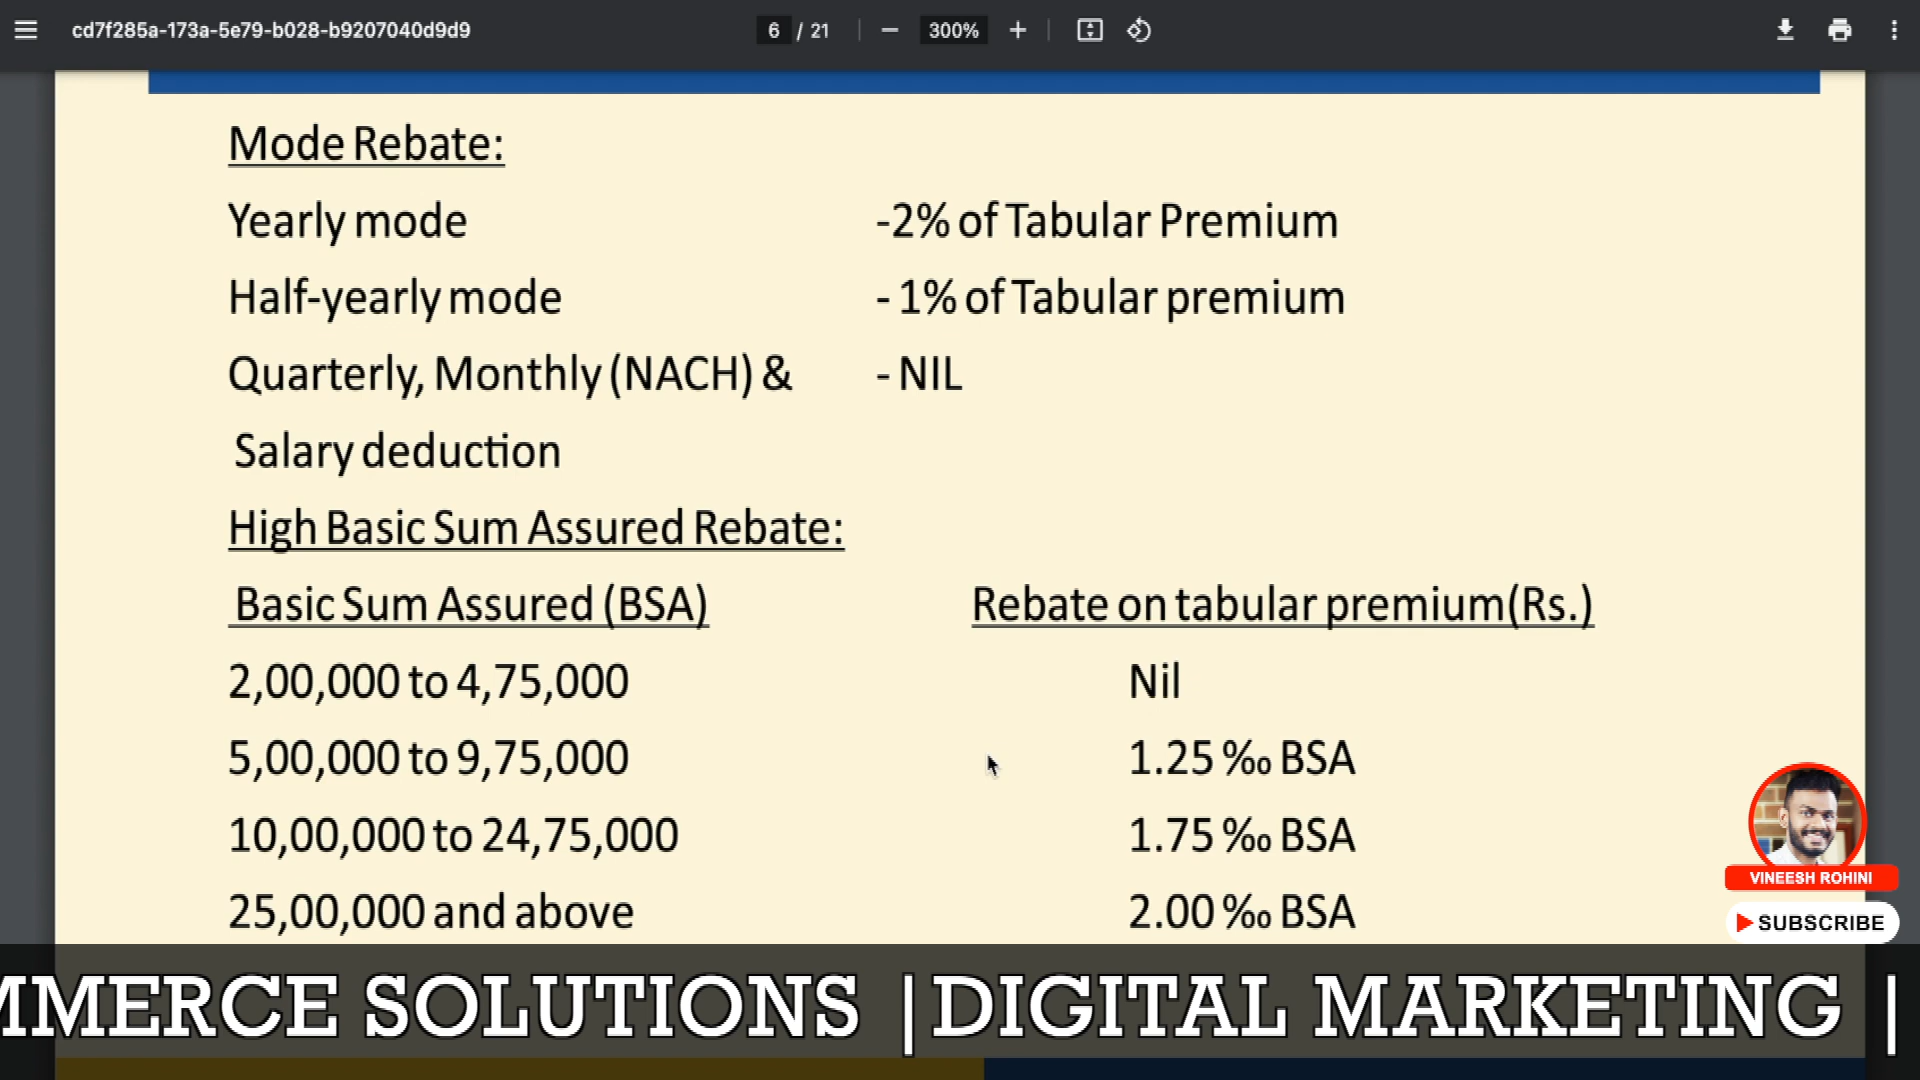 cd7f285a-173a-5e79-b028-b9207040d9d9 6 / 21 300%
Mode Rebate:
Yearly mode -2% of Tabular Premium
Half-yearly mode - 1% of Tabular premium
Quarterly, Monthly (NACH) & - NIL
Salary deduction
High Basic Sum Assured Rebate:
Basic Sum Assured (BSA) Rebate on tabular premium(Rs.)
2,00,000 to 4,75,000 Nil
5,00,000 to 9,75,000 1.25 ‰ BSA
10,00,000 to 24,75,000 1.75 ‰ BSA
25,00,000 and above 2.00 ‰ BSA
VINEESH ROHINI
SUBSCRIBE
MMERCE SOLUTIONS |DIGITAL MARKETING |